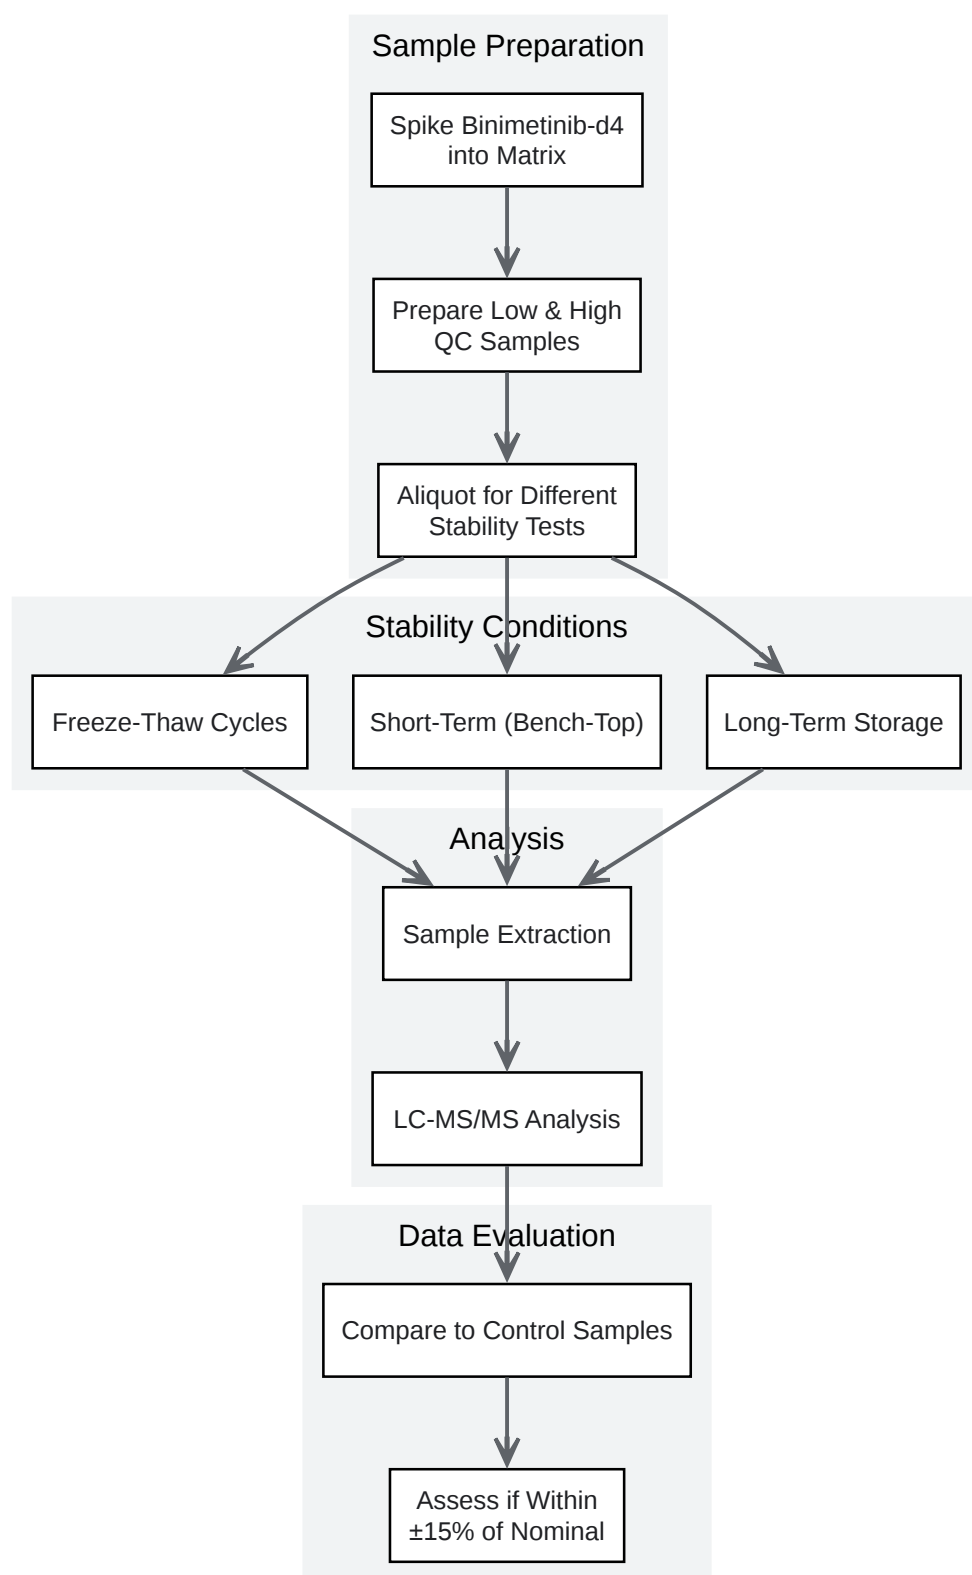 Sample Preparation
Spike Binimetinib-d4
into Matrix
Prepare Low & High
QC Samples
Aliquot for Different
Stability Tests
Stability Conditions
Freeze-Thaw Cycles
Short-Term (Bench-Top)
Long-Term Storage
Analysis
Sample Extraction
LC-MS/MS Analysis
Data Evaluation
Compare to Control Samples
Assess if Within
±15% of Nominal